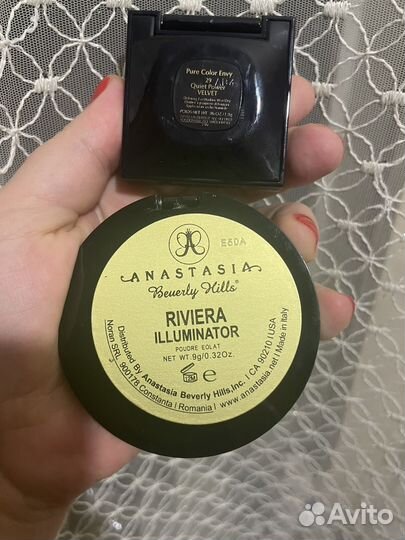 Pure Color Envy
29
Quiet Power
VELVET
E8DA
ANASTASIA
Beverly Hills®
RIVIERA
ILLUMINATOR
POUDRE ECLAT
NET WT 9g/0.32Oz.
12M e
Distributed By Anastasia Beverly Hills, Inc. I CA 90210 I USA
Noran SRL 900178 Constanta I Romania I www.anastasia.net I Made in Italy
Avito